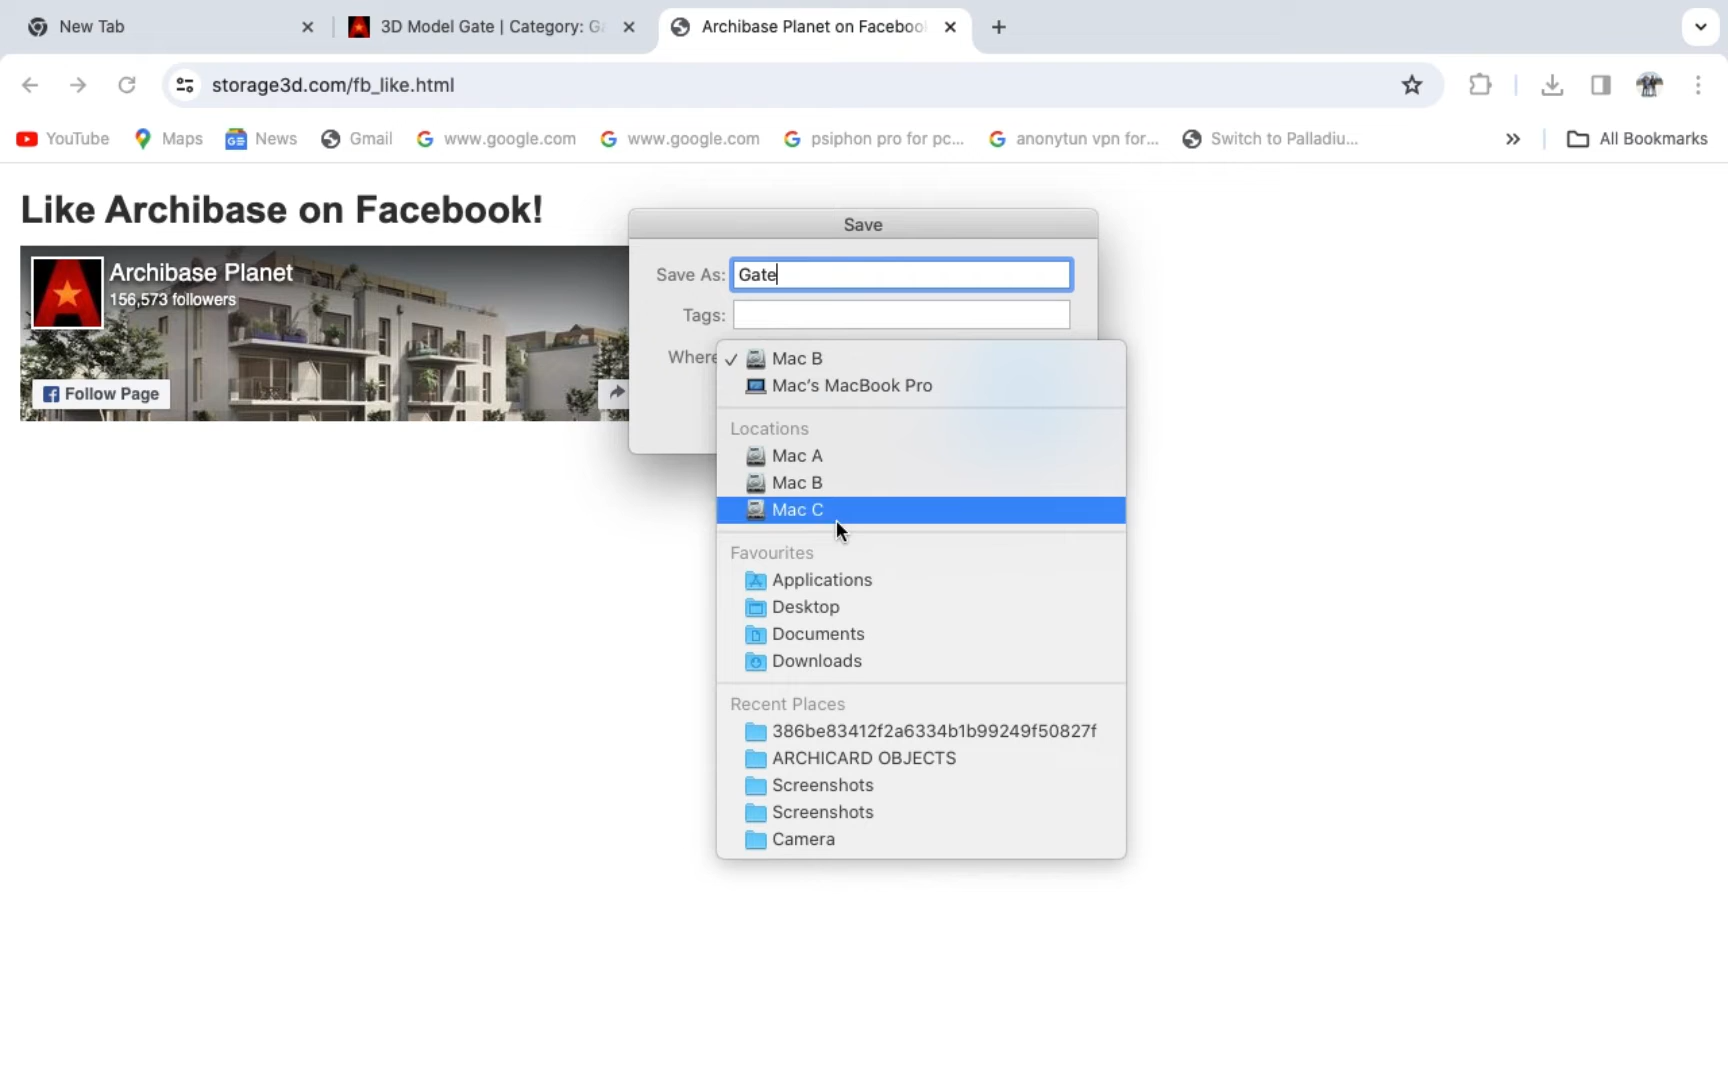 New Tab
3D Model Gate | Category: Ga
Archibase Planet on Facebook
storage3d.com/fb_like.html
YouTube
Maps
News
Gmail
www.google.com
www.google.com
psiphon pro for pc...
anonytun vpn for...
Switch to Palladiu...
All Bookmarks
Like Archibase on Facebook!
Archibase Planet
156,573 followers
Follow Page
Save
Save As: Gate
Tags:
Where
Mac B
Mac's MacBook Pro
Locations
Mac A
Mac B
Mac C
Favourites
Applications
Desktop
Documents
Downloads
Recent Places
386be83412f2a6334b1b99249f50827f
ARCHICARD OBJECTS
Screenshots
Screenshots
Camera